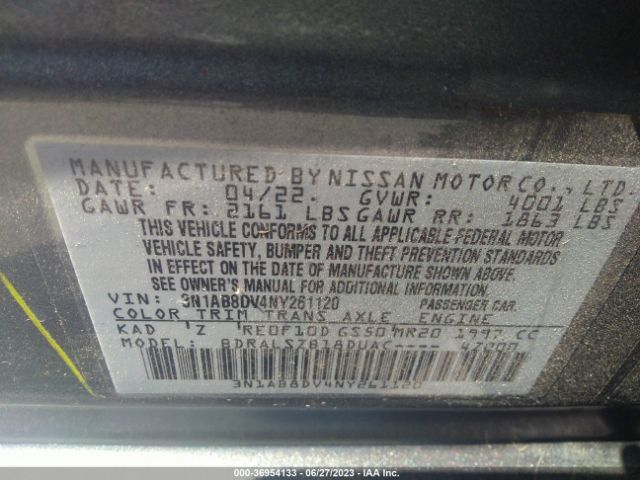 MANUFACTURED BY NISSAN MOTOR CO., LTD.
DATE: 04/22. GVWR: 4001 LBS
GAWR FR: 2161 LBS GAWR RR: 1863 LBS
THIS VEHICLE CONFORMS TO ALL APPLICABLE FEDERAL MOTOR
VEHICLE SAFETY, BUMPER AND THEFT PREVENTION STANDARDS
IN EFFECT ON THE DATE OF MANUFACTURE SHOWN ABOVE.
SEE OWNER'S MANUAL FOR ADDITIONAL INFORMATION.
VIN: 3N1AB8DV4NY261120 PASSENGER CAR.
COLOR TRIM TRANS AXLE ENGINE
KAD 'Z 'RE0F10D GS50 MR20 1997 CC
MODEL:
3N1AB8DV4NY261120
000-36954133 - 06/27/2023 - IAA Inc.